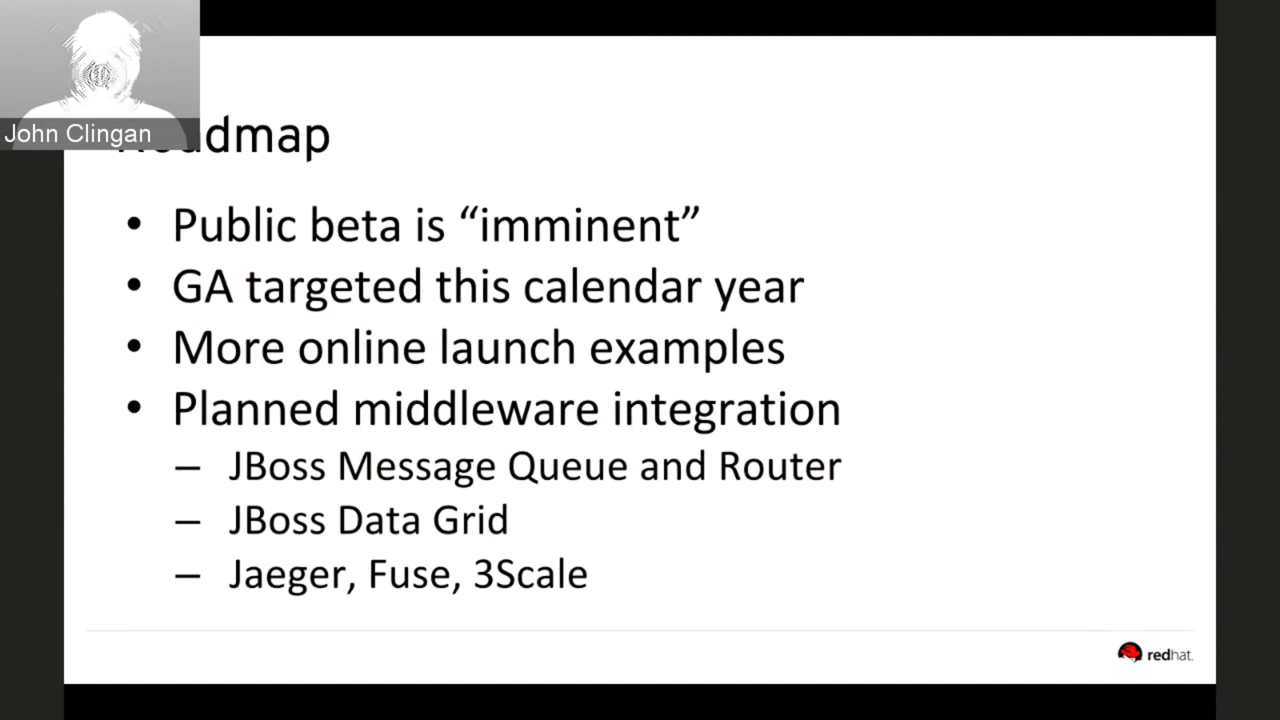 John Clingan
Roadmap
• Public beta is “imminent”
• GA targeted this calendar year
• More online launch examples
• Planned middleware integration
– JBoss Message Queue and Router
– JBoss Data Grid
– Jaeger, Fuse, 3Scale
redhat.